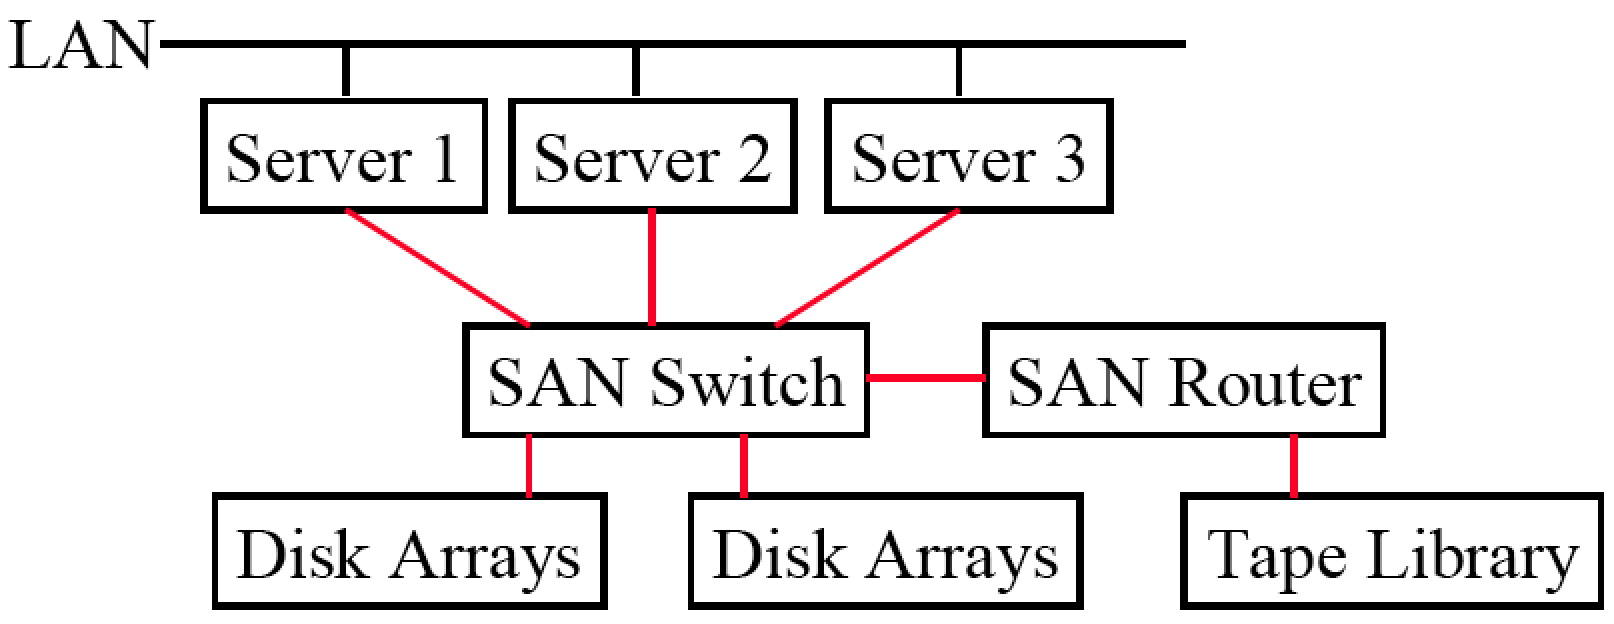 LAN
Server 1
Server 2
Server 3
SAN Switch
SAN Router
Disk Arrays
Disk Arrays
Tape Library